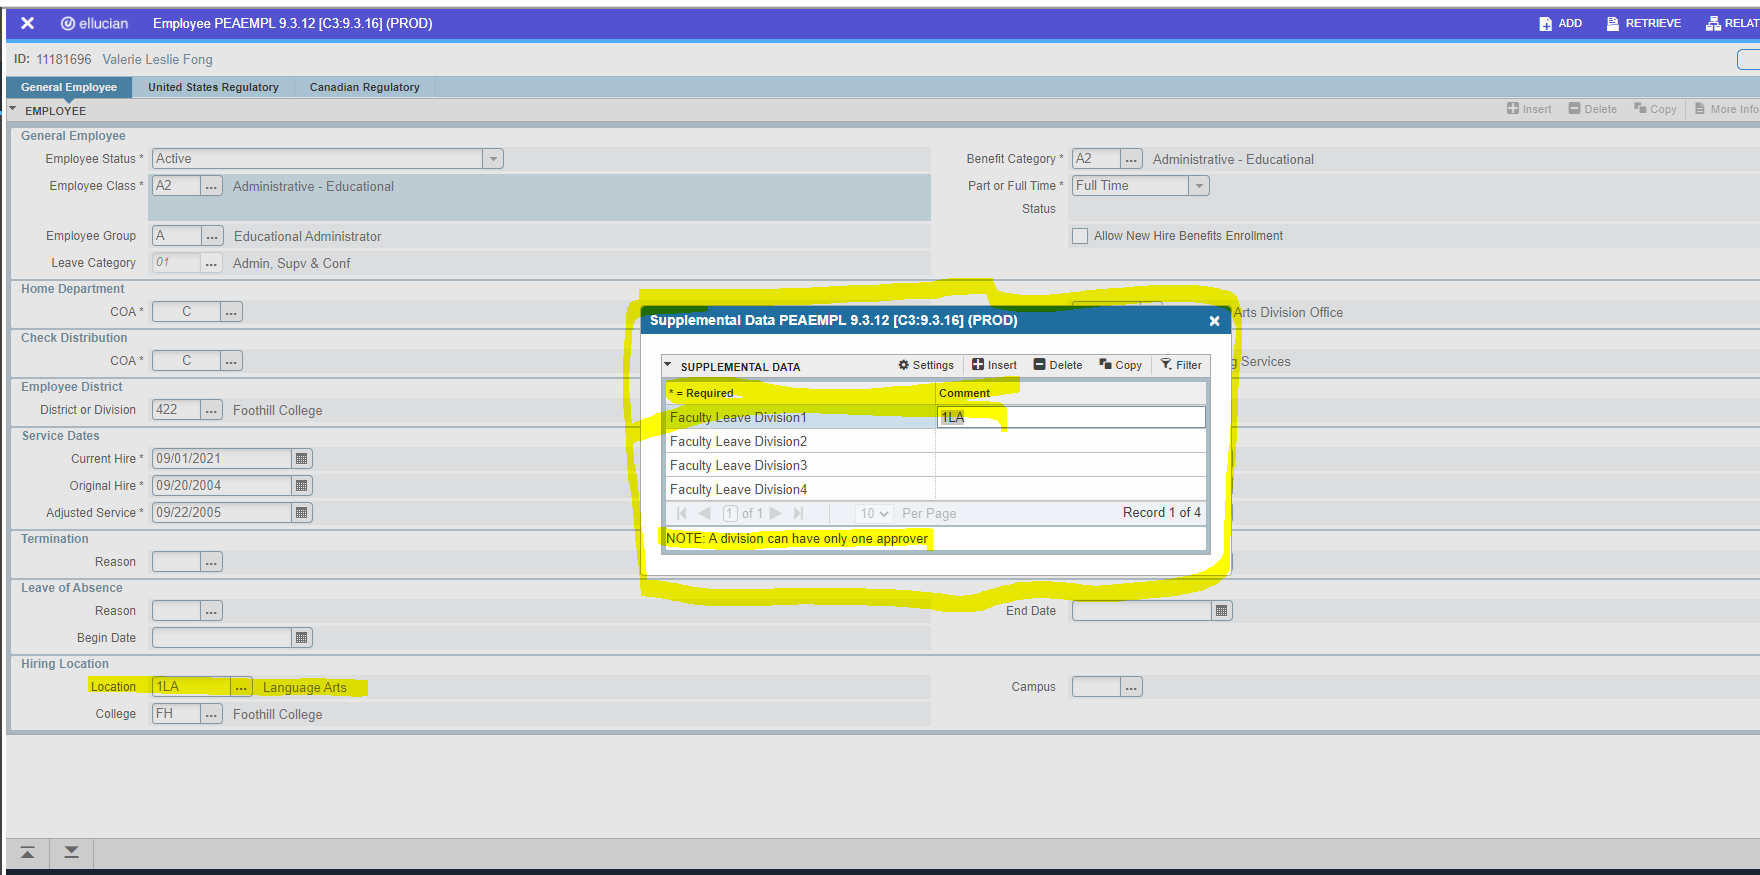 ellucian Employee PEAEMPL 9.3.12 [C3:9.3.16] (PROD) ADD RETRIEVE RELAT
ID: 11181696 Valerie Leslie Fong
General Employee United States Regulatory Canadian Regulatory
EMPLOYEE Insert Delete Copy More Info
General Employee
Employee Status * Active Benefit Category * A2 ... Administrative - Educational
Employee Class * A2 ... Administrative - Educational Part or Full Time * Full Time
Status
Employee Group A ... Educational Administrator Allow New Hire Benefits Enrollment
Leave Category 01 ... Admin, Supv & Conf
Home Department
COA * C ... Arts Division Office
Check Distribution
COA * C ... g Services
Employee District
District or Division 422 ... Foothill College
Service Dates
Current Hire * 09/01/2021
Original Hire * 09/20/2004
Adjusted Service * 09/22/2005
Termination
Reason ...
Leave of Absence
Reason ... End Date
Begin Date
Hiring Location
Location 1LA ... Language Arts Campus ...
College FH ... Foothill College
Supplemental Data PEAEMPL 9.3.12 [C3:9.3.16] (PROD)
SUPPLEMENTAL DATA Settings Insert Delete Copy Filter
* = Required Comment
Faculty Leave Division1 1LA
Faculty Leave Division2
Faculty Leave Division3
Faculty Leave Division4
1 of 1 10 Per Page Record 1 of 4
NOTE: A division can have only one approver